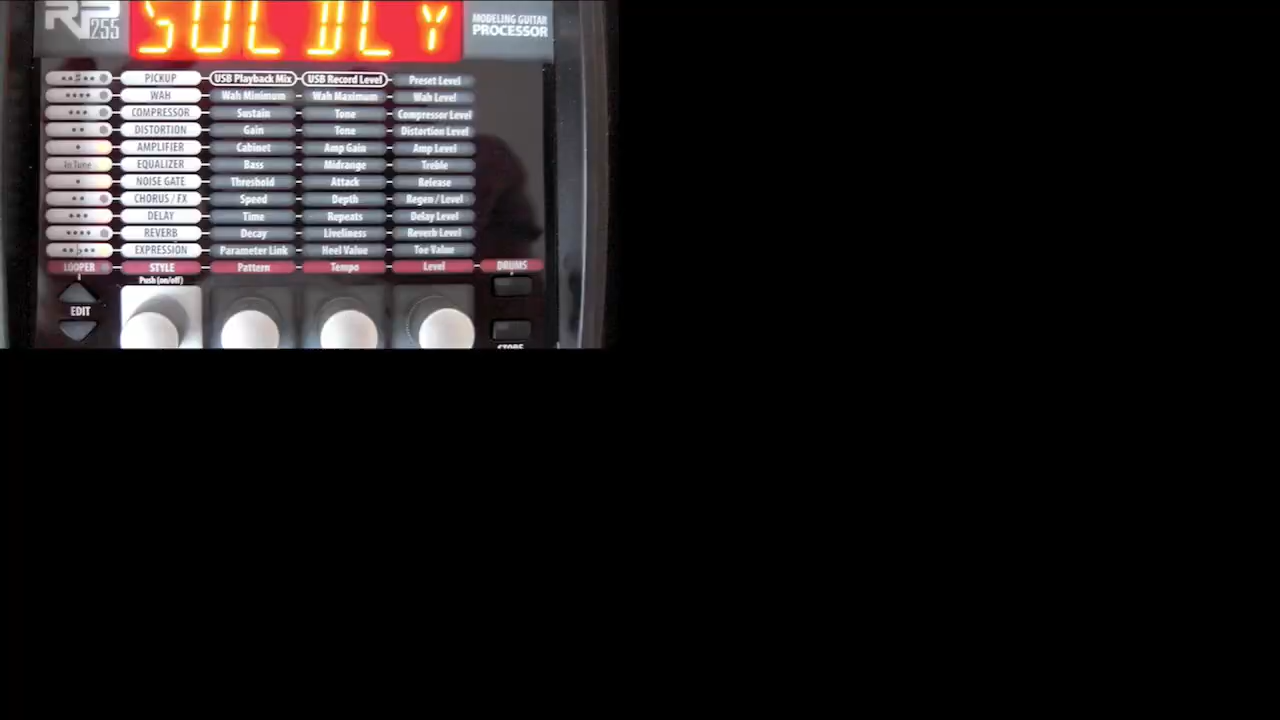 RP255
SOLDLY
MODELING GUITAR
PROCESSOR
PICKUP USB Playback Mix USB Record Level Preset Level
WAH Wah Minimum Wah Maximum Wah Level
COMPRESSOR Sustain Tone Compressor Level
DISTORTION Gain Tone Distortion Level
AMPLIFIER Cabinet Amp Gain Amp Level
In Tune EQUALIZER Bass Midrange Treble
NOISE GATE Threshold Attack Release
CHORUS / FX Speed Depth Regen / Level
DELAY Time Repeats Delay Level
REVERB Decay Liveliness Reverb Level
EXPRESSION Parameter Link Heel Value Toe Value
LOOPER STYLE Pattern Tempo Level DRUMS
Push (on/off)
EDIT
STORE